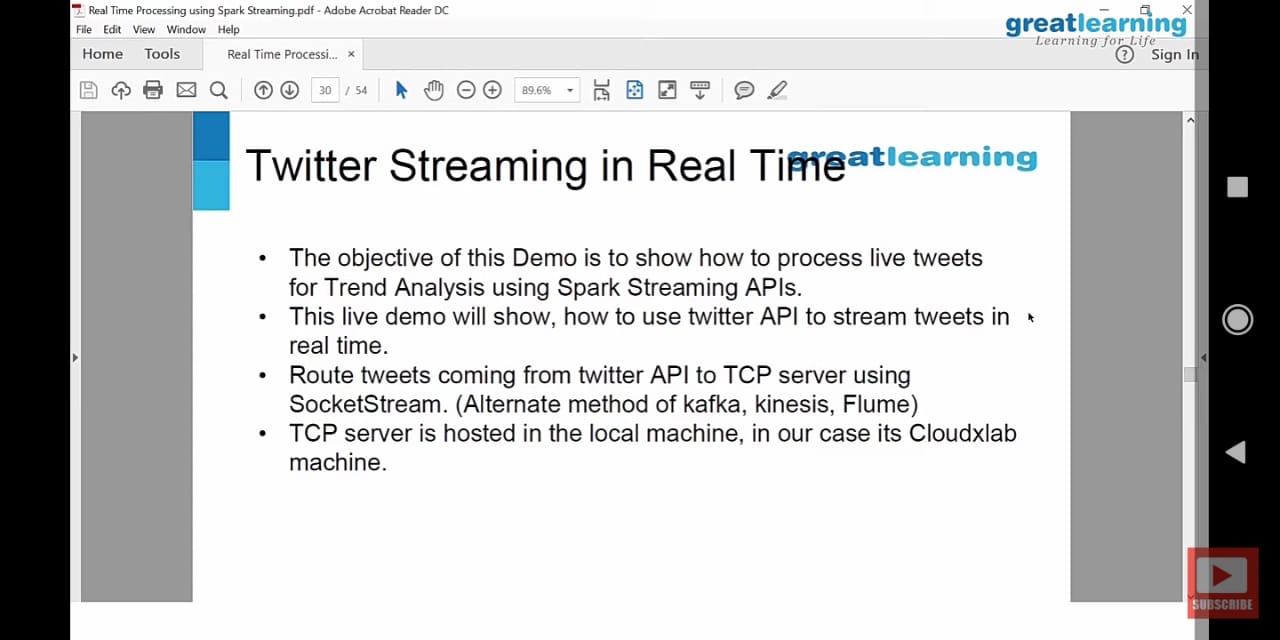 Real Time Processing using Spark Streaming.pdf - Adobe Acrobat Reader DC
greatlearning
Learning for Life
File Edit View Window Help
Home Tools Real Time Processi... × ? Sign In
30 / 54 89.6%
Twitter Streaming in Real Time
greatlearning
• The objective of this Demo is to show how to process live tweets
for Trend Analysis using Spark Streaming APIs.
• This live demo will show, how to use twitter API to stream tweets in
real time.
• Route tweets coming from twitter API to TCP server using
SocketStream. (Alternate method of kafka, kinesis, Flume)
• TCP server is hosted in the local machine, in our case its Cloudxlab
machine.
SUBSCRIBE